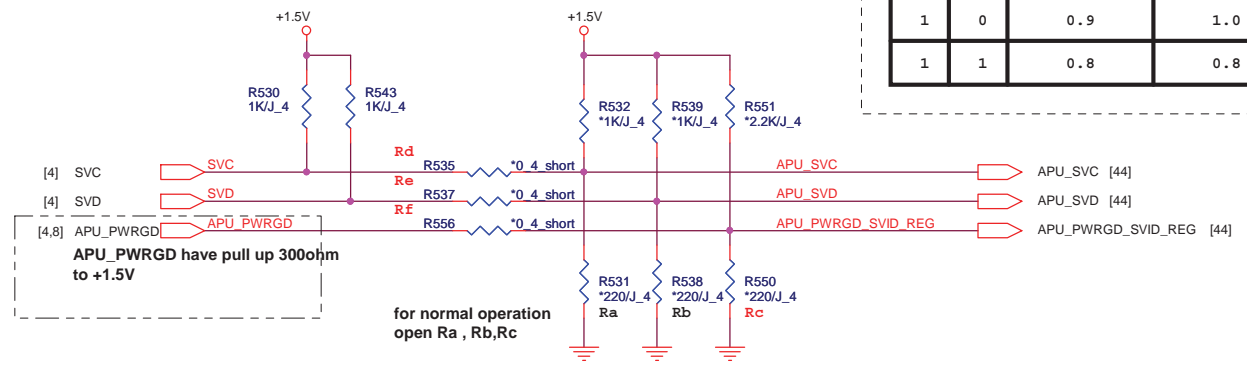 +1.5V
+1.5V
1 0 0.9 1.0
1 1 0.8 0.8
R530
1K/J_4
R543
1K/J_4
R532
*1K/J_4
R539
*1K/J_4
R551
*2.2K/J_4
[4] SVC
SVC
Rd
R535
*0_4_short
APU_SVC
APU_SVC [44]
[4] SVD
SVD
Re
R537
*0_4_short
APU_SVD
APU_SVD [44]
[4,8] APU_PWRGD
APU_PWRGD
Rf
R556
*0_4_short
APU_PWRGD_SVID_REG
APU_PWRGD_SVID_REG [44]
APU_PWRGD have pull up 300ohm
to +1.5V
R531
*220/J_4
Ra
R538
*220/J_4
Rb
R550
*220/J_4
Rc
for normal operation
open Ra , Rb,Rc